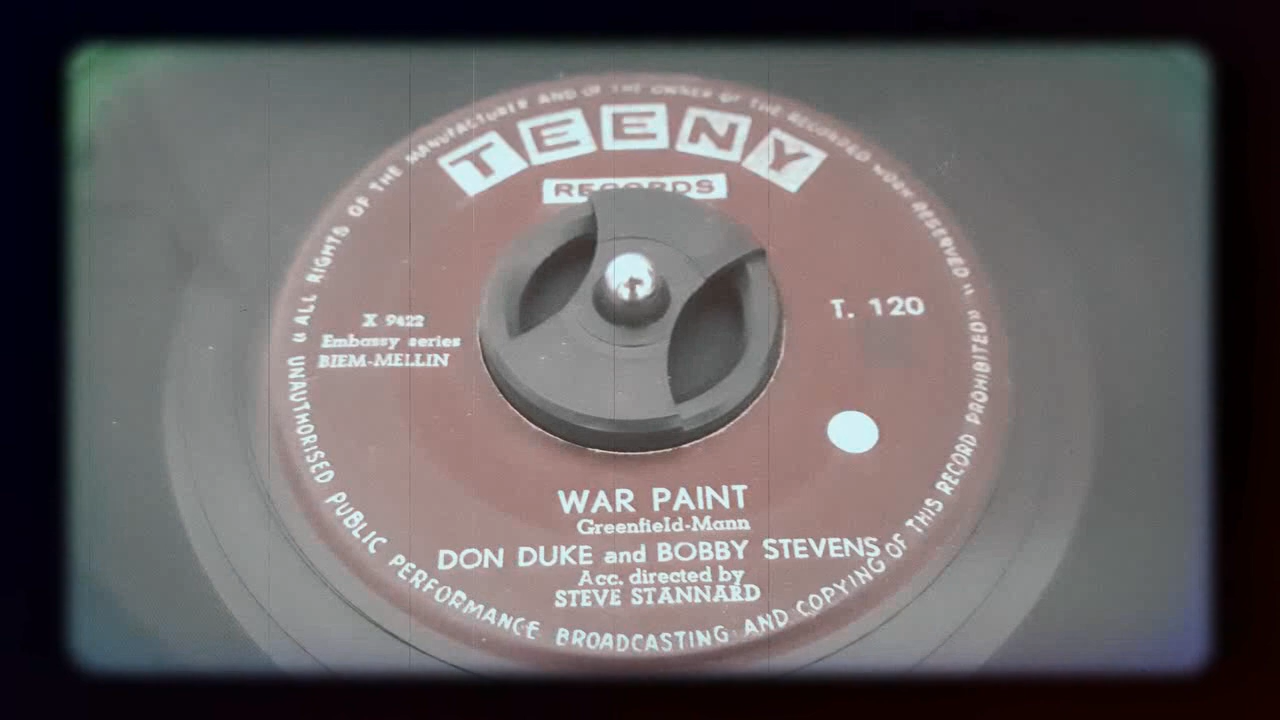 TEENY
RECORDS
"ALL RIGHTS OF THE MANUFACTURER AND OF THE OWNER OF THE RECORDED WORK RESERVED"
X 9422
Embassy series
BIEM-MELLIN
T. 120
WAR PAINT
Greenfield-Mann
DON DUKE and BOBBY STEVENS
Acc. directed by
STEVE STANNARD
UNAUTHORISED PUBLIC PERFORMANCE BROADCASTING AND COPYING OF THIS RECORD PROHIBITED"